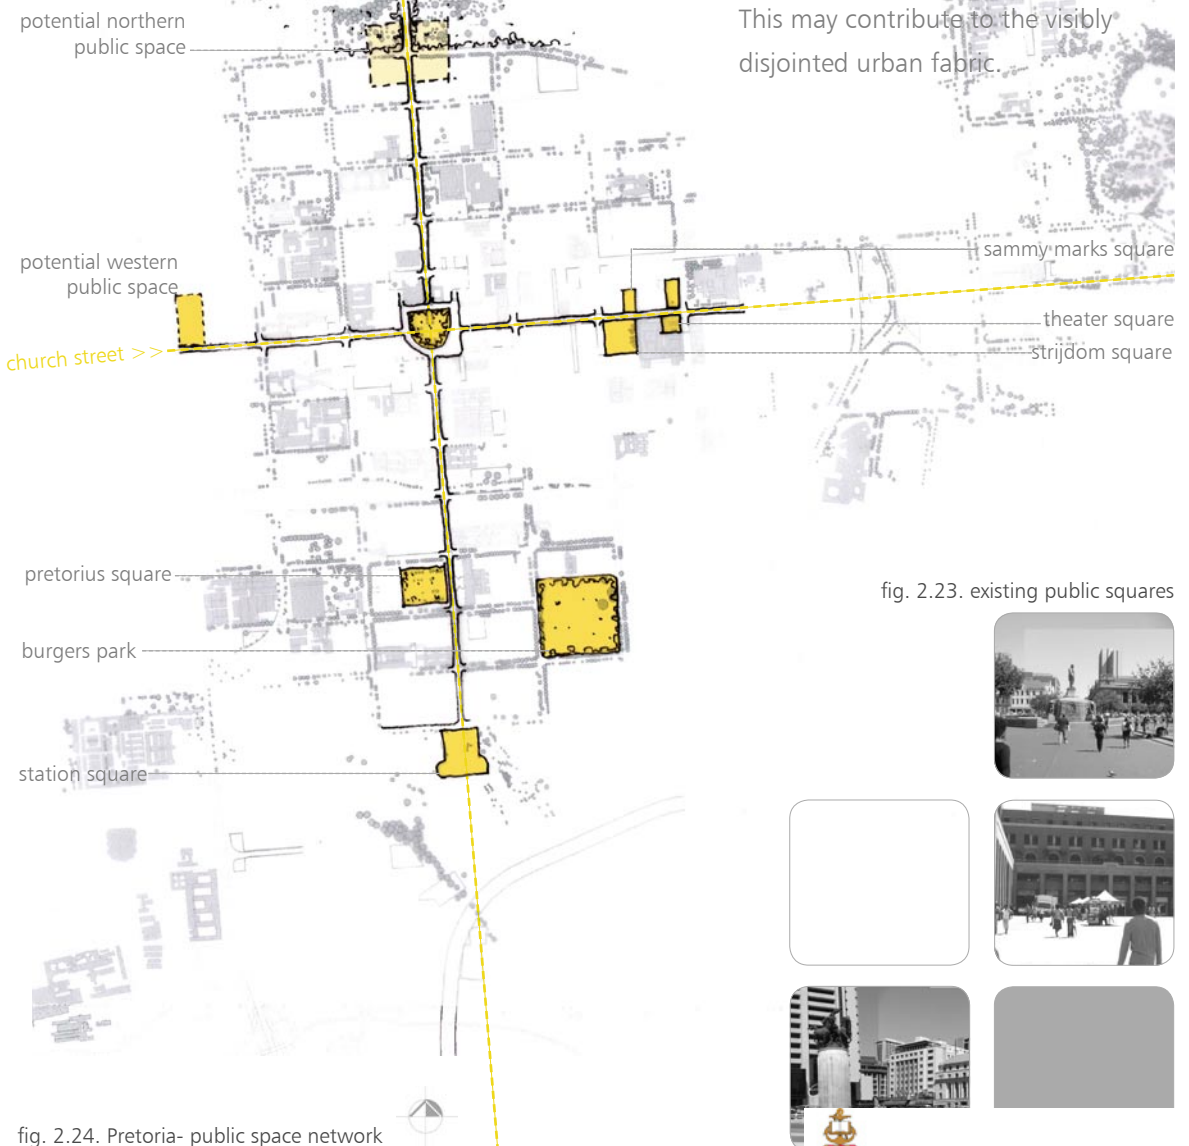 This may contribute to the visibly
disjointed urban fabric.
potential northern
public space
potential western
public space
church street >>
sammy marks square
theater square
strijdom square
pretorius square
burgers park
station square
fig. 2.23. existing public squares
fig. 2.24. Pretoria- public space network